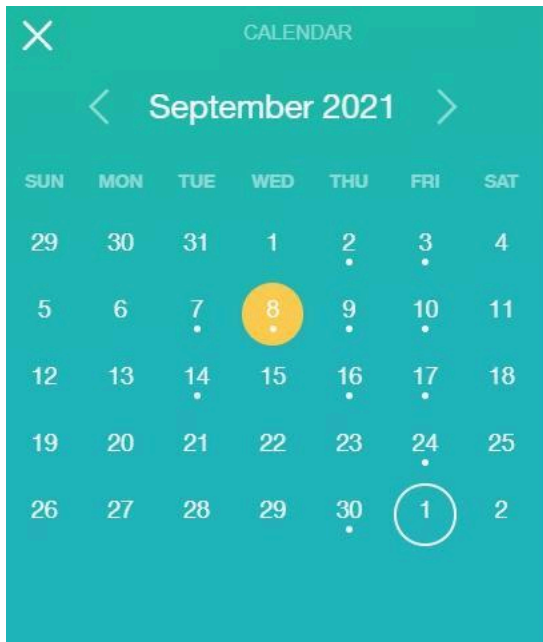 CALENDAR
September 2021
SUN MON TUE WED THU FRI SAT
29 30 31 1 2 3 4
5 6 7 8 9 10 11
12 13 14 15 16 17 18
19 20 21 22 23 24 25
26 27 28 29 30 1 2